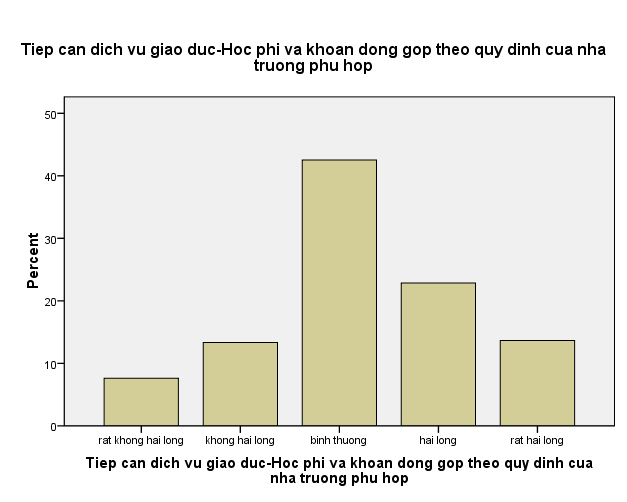 Tiep can dich vu giao duc-Hoc phi va khoan dong gop theo quy dinh cua nha
truong phu hop
50
40
30
20
10
0
Percent
rat khong hai long
khong hai long
binh thuong
hai long
rat hai long
Tiep can dich vu giao duc-Hoc phi va khoan dong gop theo quy dinh cua
nha truong phu hop